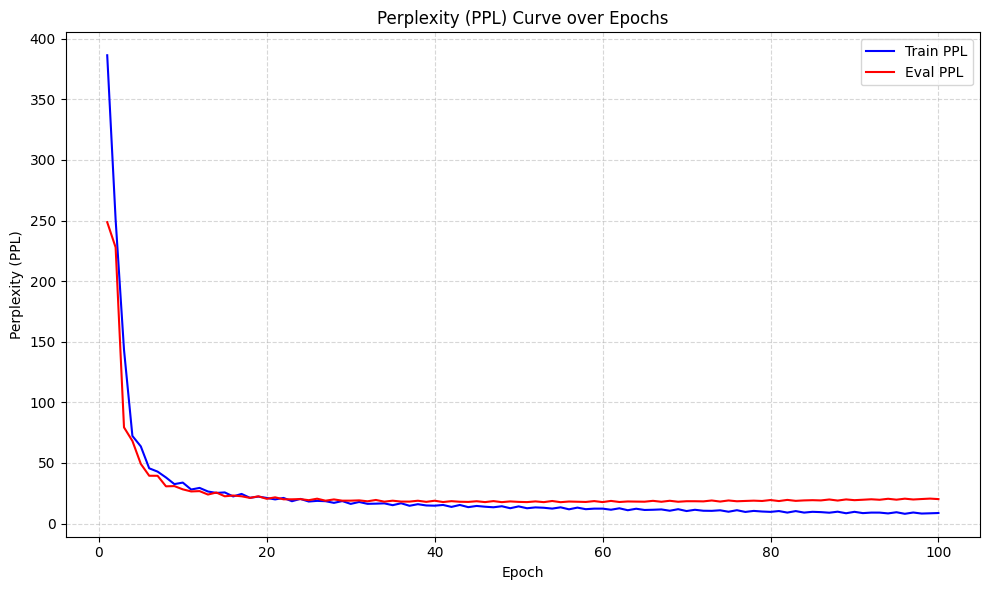 Perplexity (PPL) Curve over Epochs
Train PPL
Eval PPL
Perplexity (PPL)
400
350
300
250
200
150
100
50
0
0 20 40 60 80 100
Epoch